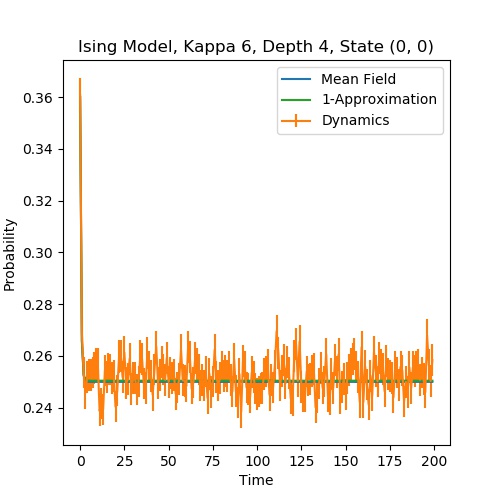 Ising Model, Kappa 6, Depth 4, State (0, 0)
Mean Field
1-Approximation
Dynamics
Probability
0.36
0.34
0.32
0.30
0.28
0.26
0.24
0 25 50 75 100 125 150 175 200
Time